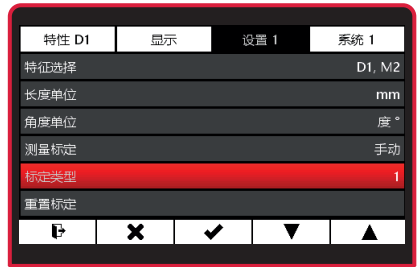 特性 D1 显示 设置 1 系统 1
特征选择 D1, M2
长度单位 mm
角度单位 度 °
测量标定 手动
标定类型 1
重置标定